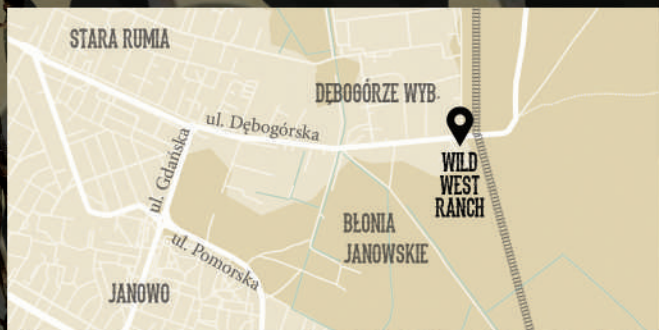 STARA RUMIA
DĘBOGÓRZE WYB.
ul. Dębogórska
WILD
WEST
RANCH
ul. Gdańska
BŁONIA
JANOWSKIE
ul. Pomorska
JANOWO